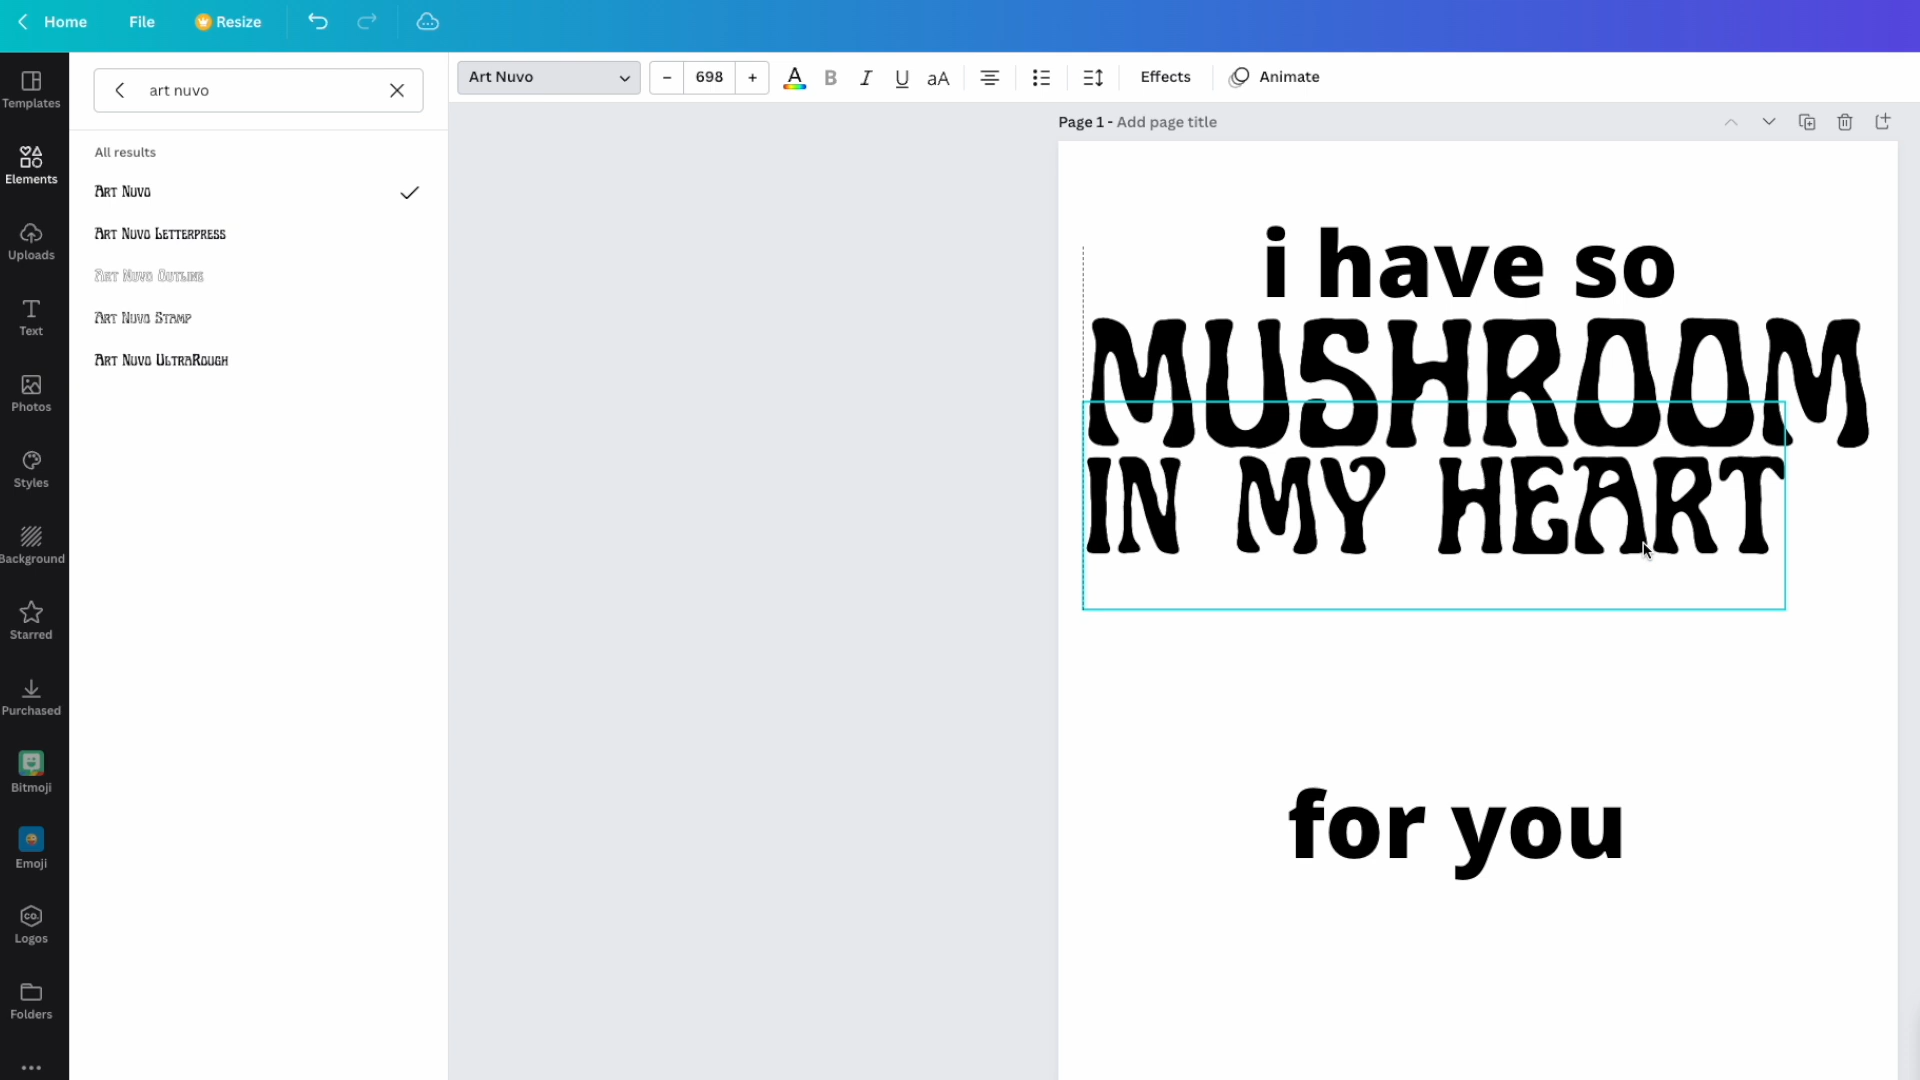 Home File Resize
Templates
Elements
Uploads
Text
Photos
Styles
Background
Starred
Purchased
Bitmoji
Emoji
CO.
Logos
Folders
art nuvo
All results
Art Nuvo
Art Nuvo Letterpress
Art Nuvo Outline
Art Nuvo Stamp
Art Nuvo UltraRough
Art Nuvo - 698 + A B I U aA Effects Animate
Page 1 - Add page title
i have so
MUSHROOM
IN MY HEART
for you